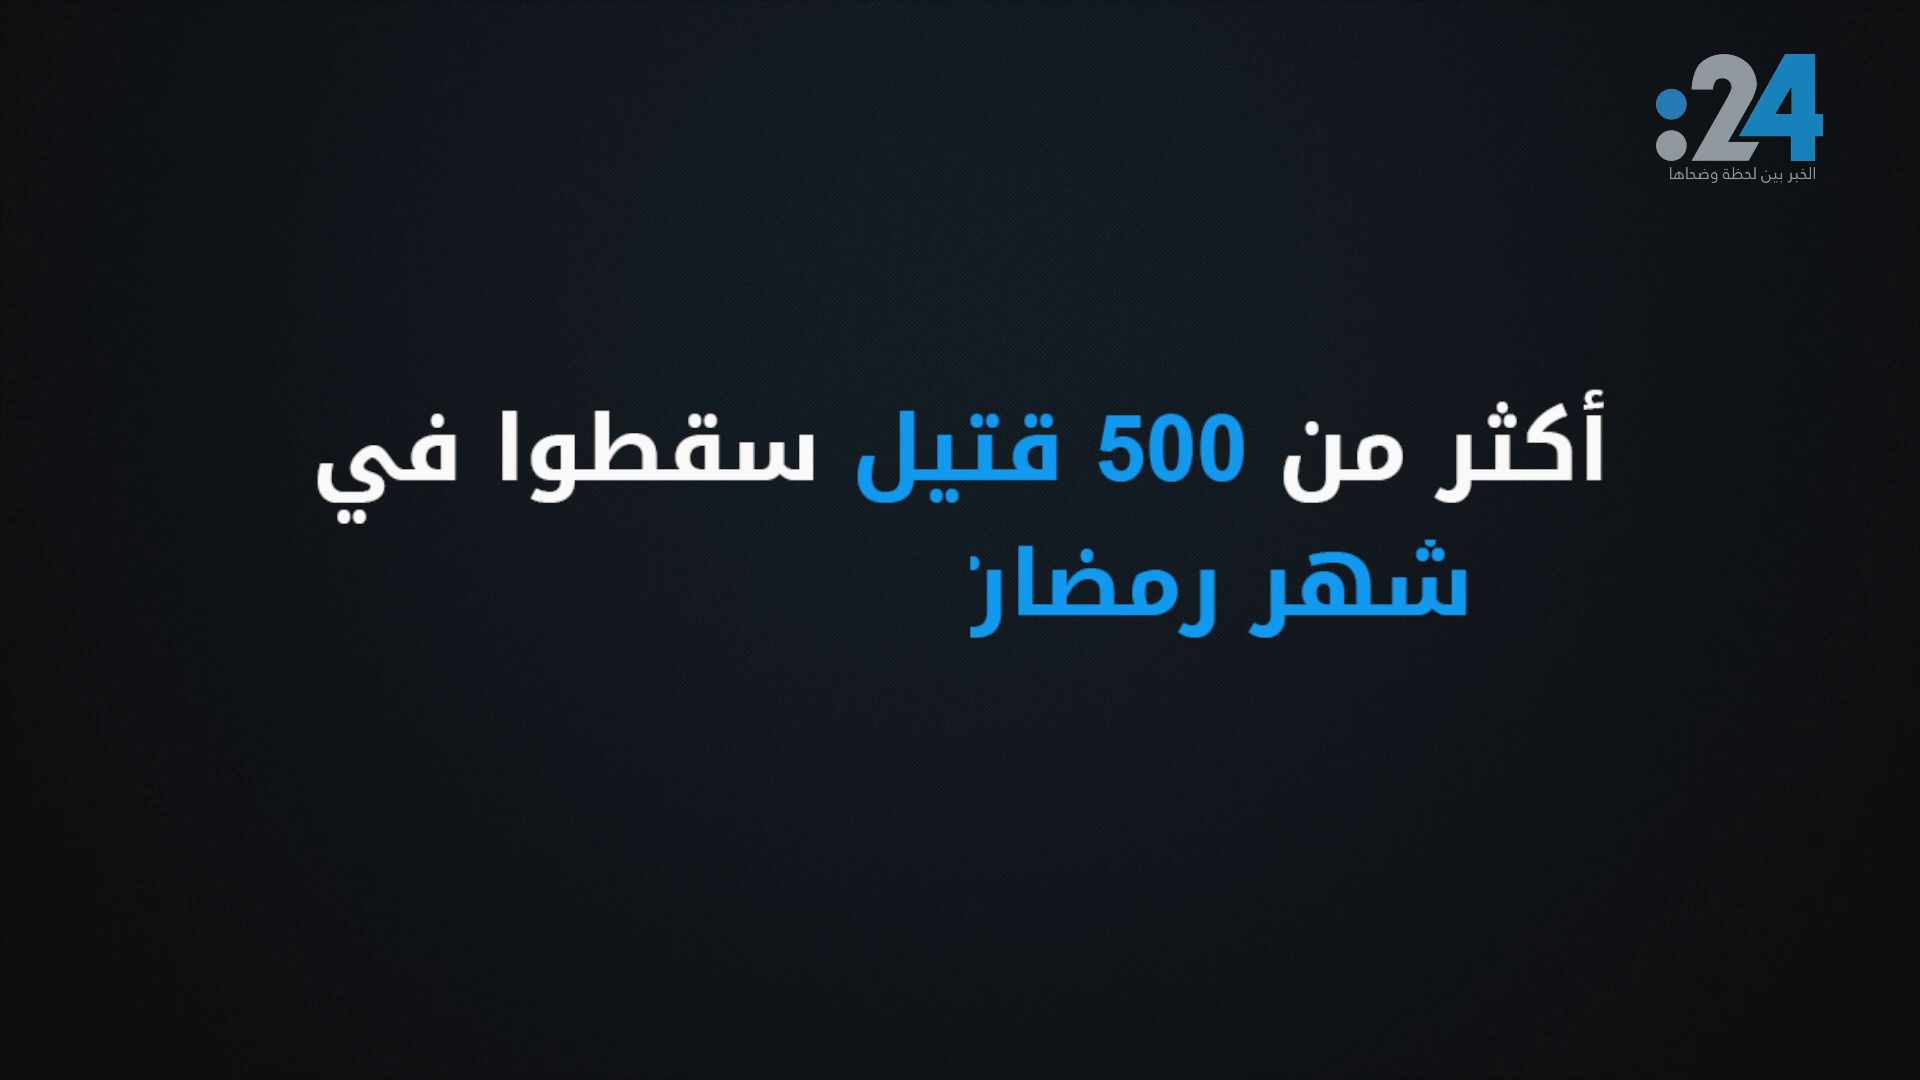 :24
الخبر بين لحظة وضحاها
أكثر من 500 قتيل سقطوا في
شهر رمضان